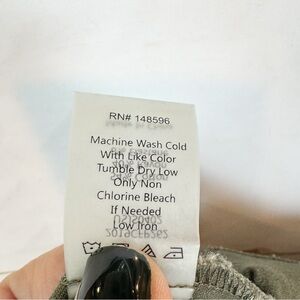 RN# 148596
Machine Wash Cold
With Like Color
Tumble Dry Low
Only Non
Chlorine Bleach
If Needed
Low Iron